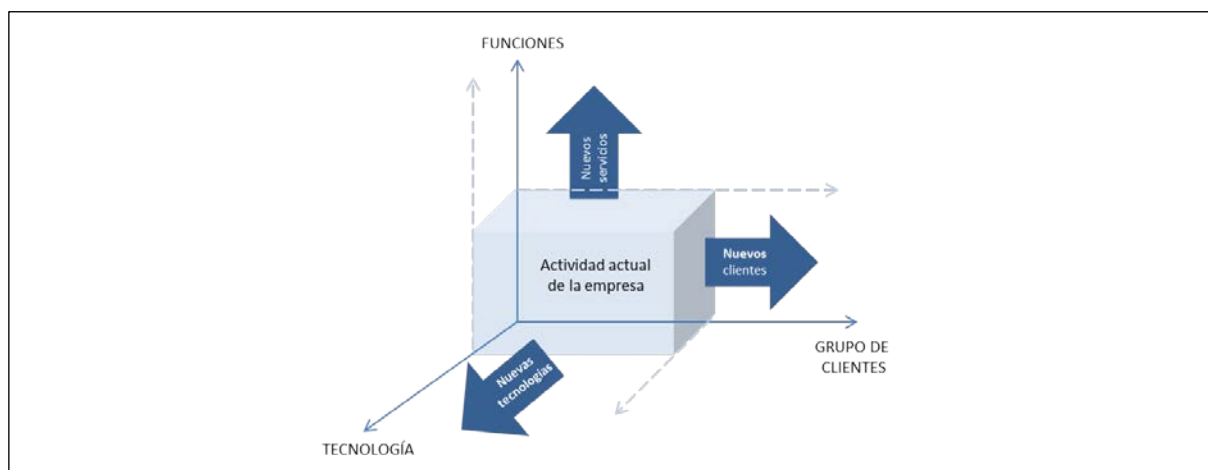 FUNCIONES
Nuevos
servicios
Actividad actual
de la empresa
Nuevos
clientes
GRUPO DE
CLIENTES
Nuevas
tecnologías
TECNOLOGÍA